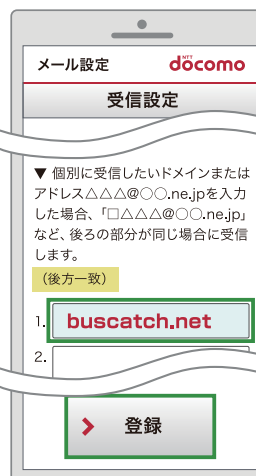 メール設定
NTT
döcomo
受信設定
▼ 個別に受信したいドメインまたは
アドレス△△△@○○.ne.jpを入力
した場合、「□△△△@○○.ne.jp」
など、後ろの部分が同じ場合に受信
します。
（後方一致）
1. buscatch.net
2.
登録